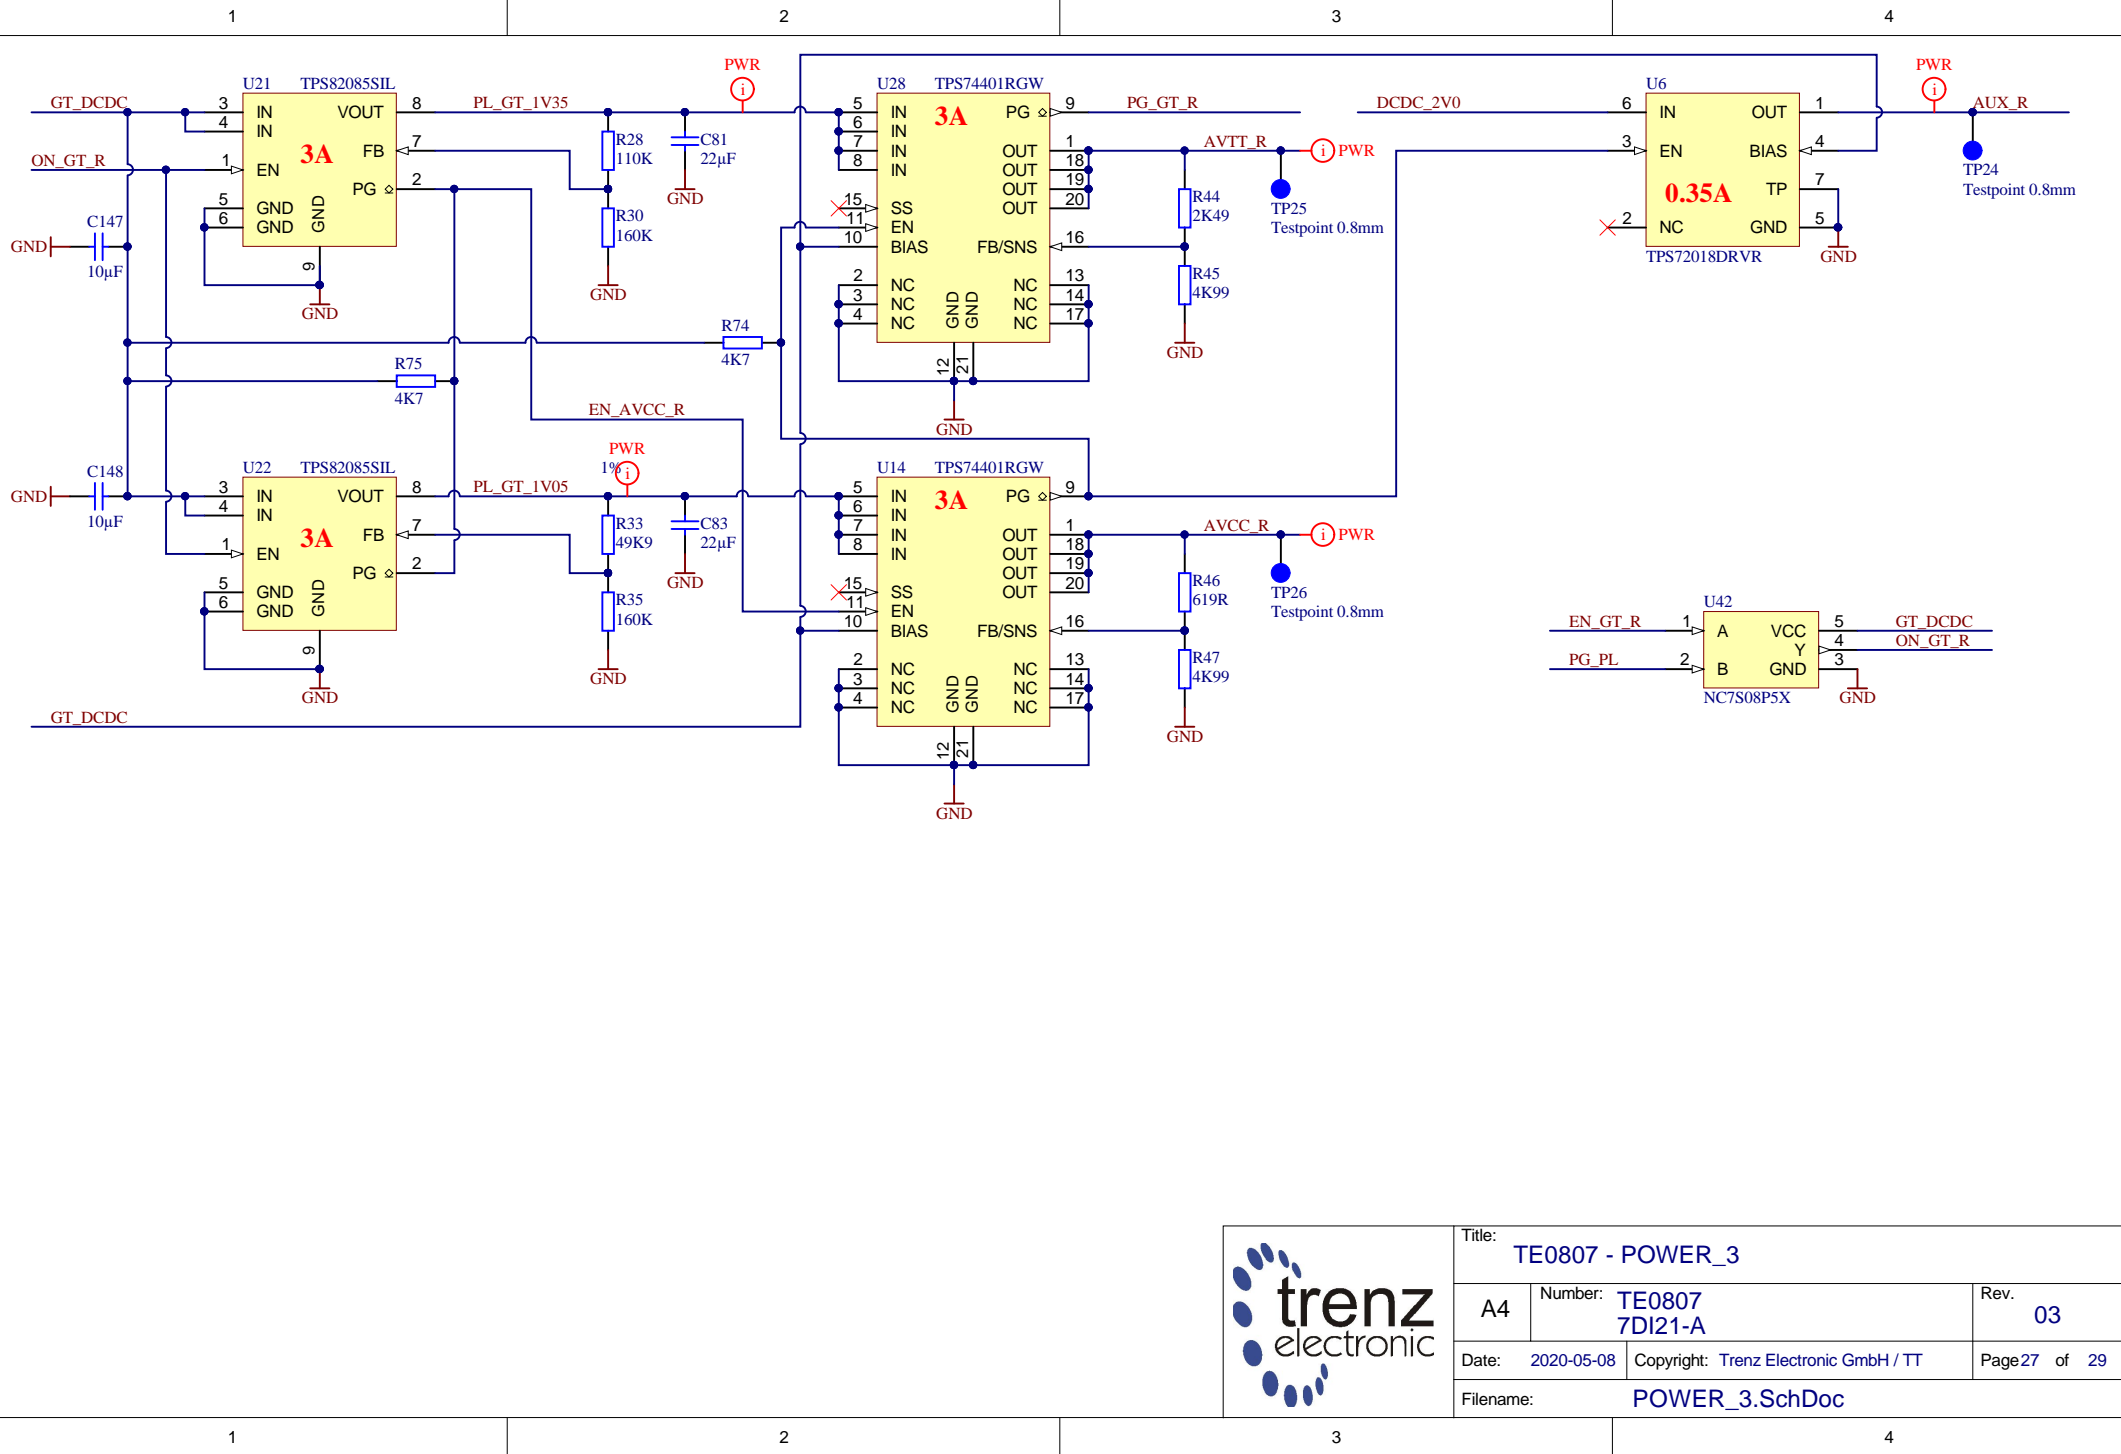 1 2 3 4
U21 TPS82085SIL
GT_DCDC
3 IN VOUT 8 PL_GT_1V35
4 IN
3A
FB 7
ON_GT_R
1 EN
PG 2
5 GND GND
6 GND
9
GND
C147
GND
10µF
R28
110K
R30
160K
GND
C81
22µF
GND
PWR
i
U28 TPS74401RGW
3A
5 IN PG 9 PG_GT_R
6 IN
7 IN OUT 1 AVTT_R
8 IN OUT 18
OUT 19
15 SS OUT 20
11 EN
10 BIAS FB/SNS 16
2 NC NC 13
3 NC GND GND NC 14
4 NC NC 17
12 21
GND
i PWR
TP25
Testpoint 0.8mm
R44
2K49
R45
4K99
GND
DCDC_2V0
U6
6 IN OUT 1 AUX_R
3 EN BIAS 4
0.35A TP 7
2 NC GND 5
TPS72018DRVR GND
PWR
i
TP24
Testpoint 0.8mm
R74
4K7
R75
4K7
EN_AVCC_R
C148
GND
10µF
U22 TPS82085SIL
3 IN VOUT 8 PL_GT_1V05
4 IN
3A
FB 7
1 EN
PG 2
5 GND GND
6 GND
9
GND
PWR
1% i
R33
49K9
R35
160K
GND
C83
22µF
GND
GT_DCDC
U14 TPS74401RGW
3A
5 IN PG 9
6 IN
7 IN OUT 1 AVCC_R
8 IN OUT 18
OUT 19
15 SS OUT 20
11 EN
10 BIAS FB/SNS 16
2 NC NC 13
3 NC GND GND NC 14
4 NC NC 17
12 21
GND
i PWR
TP26
Testpoint 0.8mm
R46
619R
R47
4K99
GND
U42
EN_GT_R 1 A VCC 5 GT_DCDC
Y 4 ON_GT_R
PG_PL 2 B GND 3
NC7S08P5X GND
trenz
electronic
Title:
TE0807 - POWER_3
A4 Number: TE0807
7DI21-A
Rev.
03
Date: 2020-05-08 Copyright: Trenz Electronic GmbH / TT Page 27 of 29
Filename: POWER_3.SchDoc
1 2 3 4